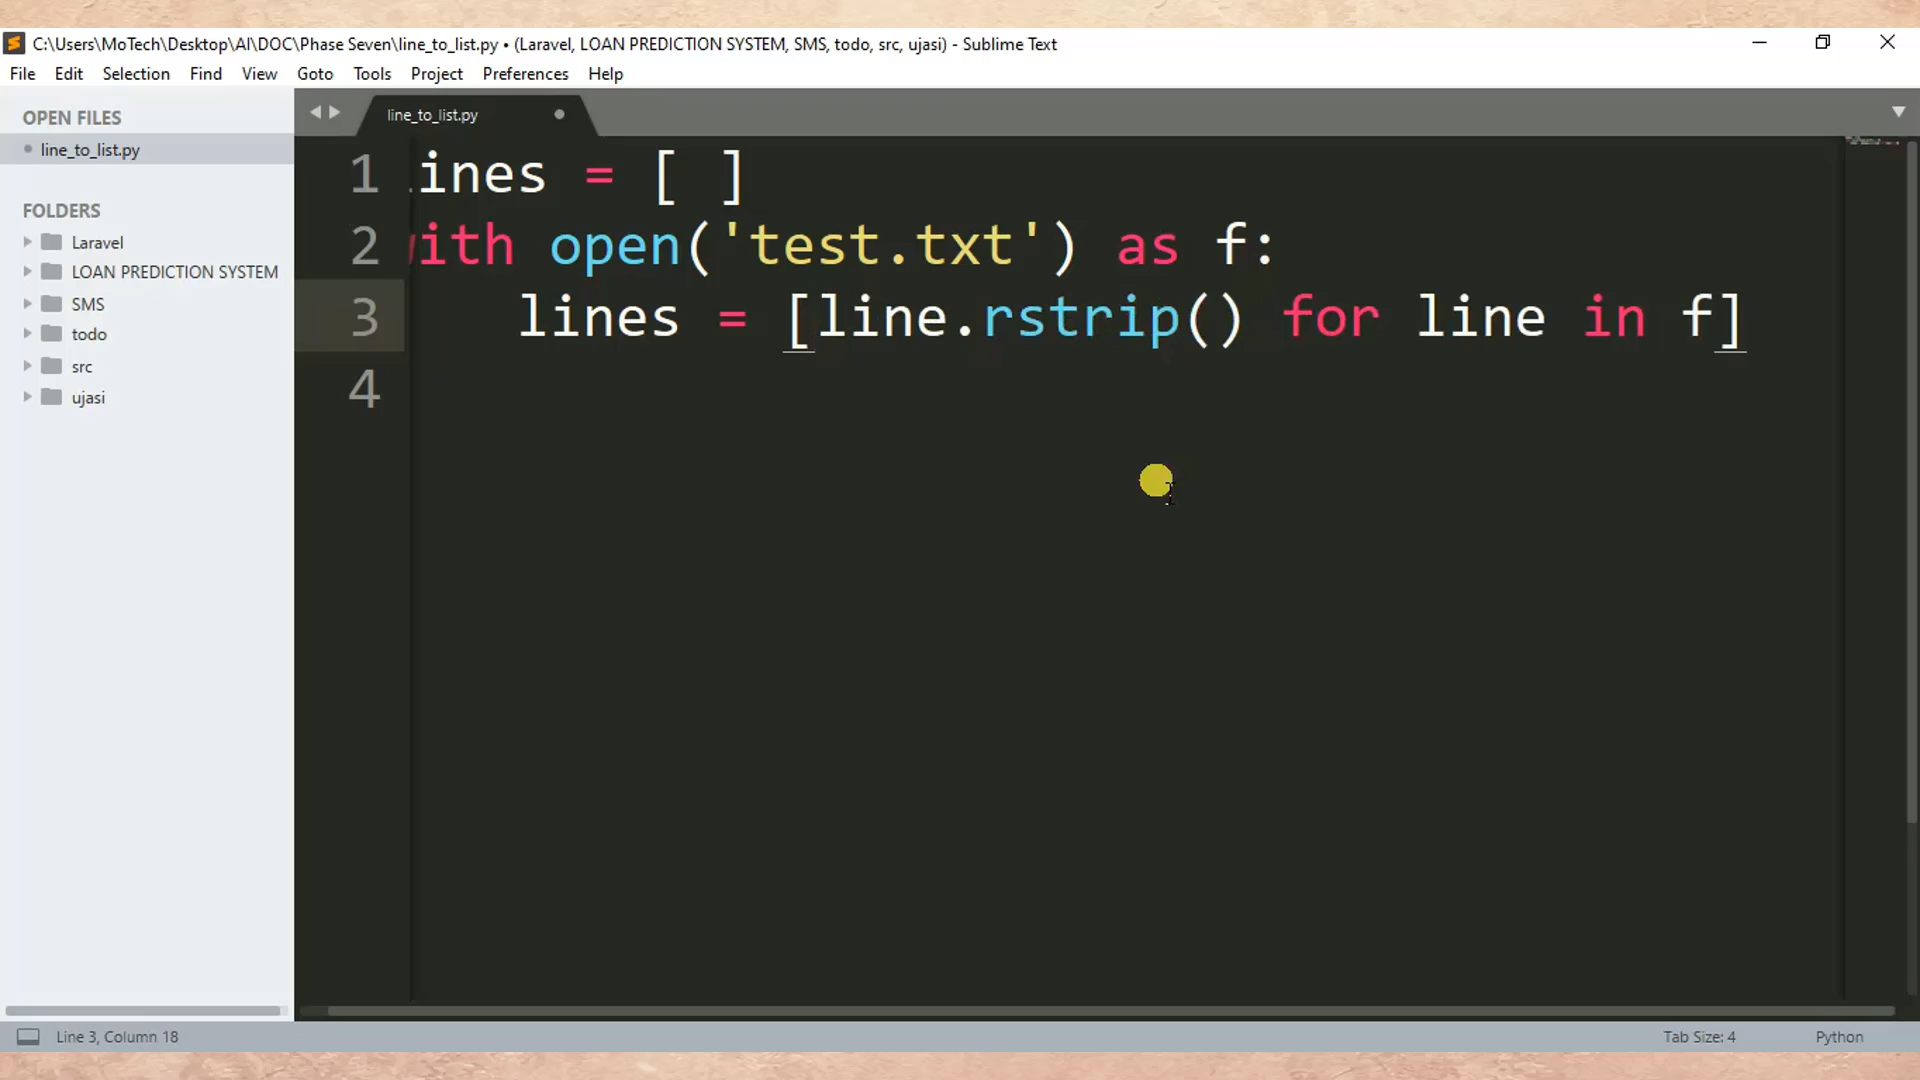 C:\Users\MoTech\Desktop\AI\DOC\Phase Seven\line_to_list.py • (Laravel, LOAN PREDICTION SYSTEM, SMS, todo, src, ujasi) - Sublime Text
File Edit Selection Find View Goto Tools Project Preferences Help
OPEN FILES
line_to_list.py
FOLDERS
Laravel
LOAN PREDICTION SYSTEM
SMS
todo
src
ujasi
line_to_list.py
1 lines = [ ]
2 with open('test.txt') as f:
3 lines = [line.rstrip() for line in f]
4
Line 3, Column 18
Tab Size: 4
Python